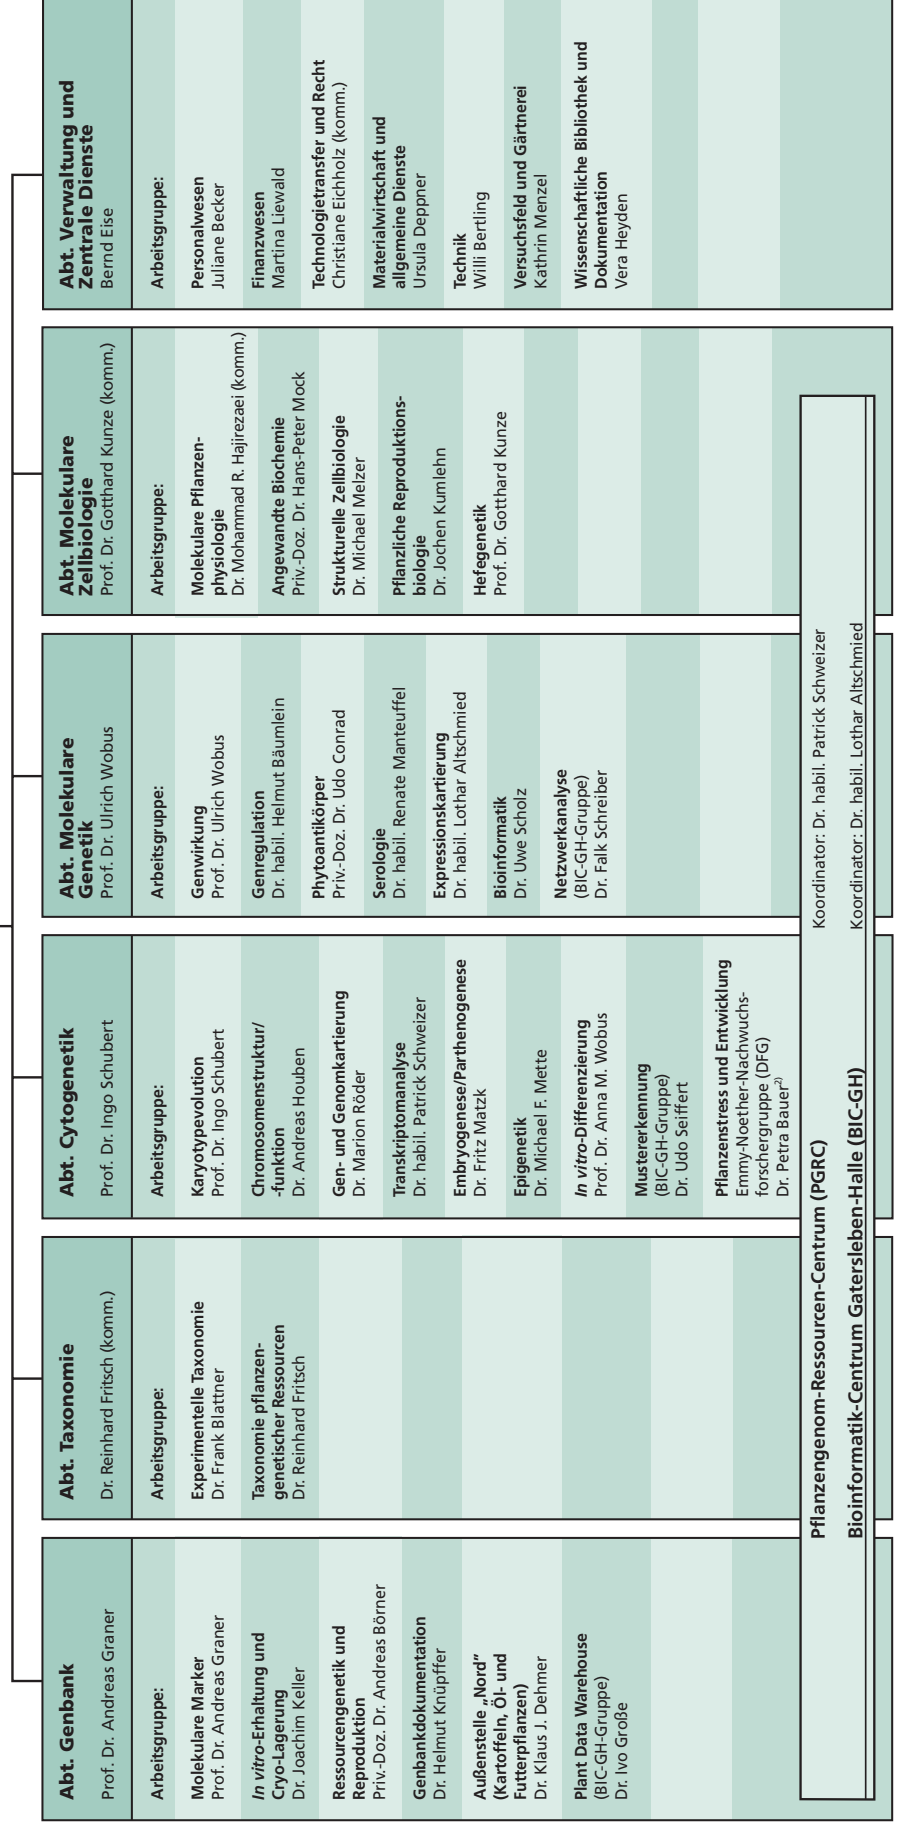 Abt. Genbank
Prof. Dr. Andreas Graner
Arbeitsgruppe:
Molekulare Marker
Prof. Dr. Andreas Graner
In vitro-Erhaltung und
Cryo-Lagerung
Dr. Joachim Keller
Ressourcengenetik und
Reproduktion
Priv.-Doz. Dr. Andreas Börner
Genbankdokumentation
Dr. Helmut Knüpffer
Außenstelle „Nord"
(Kartoffeln, Öl- und
Futterpflanzen)
Dr. Klaus J. Dehmer
Plant Data Warehouse
(BIC-GH-Gruppe)
Dr. Ivo Große
Abt. Taxonomie
Dr. Reinhard Fritsch (komm.)
Arbeitsgruppe:
Experimentelle Taxonomie
Dr. Frank Blattner
Taxonomie pflanzen-
genetischer Ressourcen
Dr. Reinhard Fritsch
Abt. Cytogenetik
Prof. Dr. Ingo Schubert
Arbeitsgruppe:
Karyotypevolution
Prof. Dr. Ingo Schubert
Chromosomenstruktur/
-funktion
Dr. Andreas Houben
Gen- und Genomkartierung
Dr. Marion Röder
Transkriptomanalyse
Dr. habil. Patrick Schweizer
Embryogenese/Parthenogenese
Dr. Fritz Matzk
Epigenetik
Dr. Michael F. Mette
In vitro-Differenzierung
Prof. Dr. Anna M. Wobus
Mustererkennung
(BIC-GH-Gruppe)
Dr. Udo Seiffert
Pflanzenstress und Entwicklung
Emmy-Noether-Nachwuchs-
forschergruppe (DFG)
Dr. Petra Bauer²⁾
Abt. Molekulare
Genetik
Prof. Dr. Ulrich Wobus
Arbeitsgruppe:
Genwirkung
Prof. Dr. Ulrich Wobus
Genregulation
Dr. habil. Helmut Bäumlein
Phytoantikörper
Priv.-Doz. Dr. Udo Conrad
Serologie
Dr. habil. Renate Manteuffel
Expressionskartierung
Dr. habil. Lothar Altschmied
Bioinformatik
Dr. Uwe Scholz
Netzwerkanalyse
(BIC-GH-Gruppe)
Dr. Falk Schreiber
Abt. Molekulare
Zellbiologie
Prof. Dr. Gotthard Kunze (komm.)
Arbeitsgruppe:
Molekulare Pflanzen-
physiologie
Dr. Mohammad R. Hajirezaei (komm.)
Angewandte Biochemie
Priv.-Doz. Dr. Hans-Peter Mock
Strukturelle Zellbiologie
Dr. Michael Melzer
Pflanzliche Reproduktions-
biologie
Dr. Jochen Kumlehn
Hefegenetik
Prof. Dr. Gotthard Kunze
Abt. Verwaltung und
Zentrale Dienste
Bernd Eise
Arbeitsgruppe:
Personalwesen
Juliane Becker
Finanzwesen
Martina Liewald
Technologietransfer und Recht
Christiane Eichholz (komm.)
Materialwirtschaft und
allgemeine Dienste
Ursula Deppner
Technik
Willi Bertling
Versuchsfeld und Gärtnerei
Kathrin Menzel
Wissenschaftliche Bibliothek und
Dokumentation
Vera Heyden
Pflanzengenom-Ressourcen-Centrum (PGRC) Koordinator: Dr. habil. Patrick Schweizer
Bioinformatik-Centrum Gatersleben-Halle (BIC-GH) Koordinator: Dr. habil. Lothar Altschmied